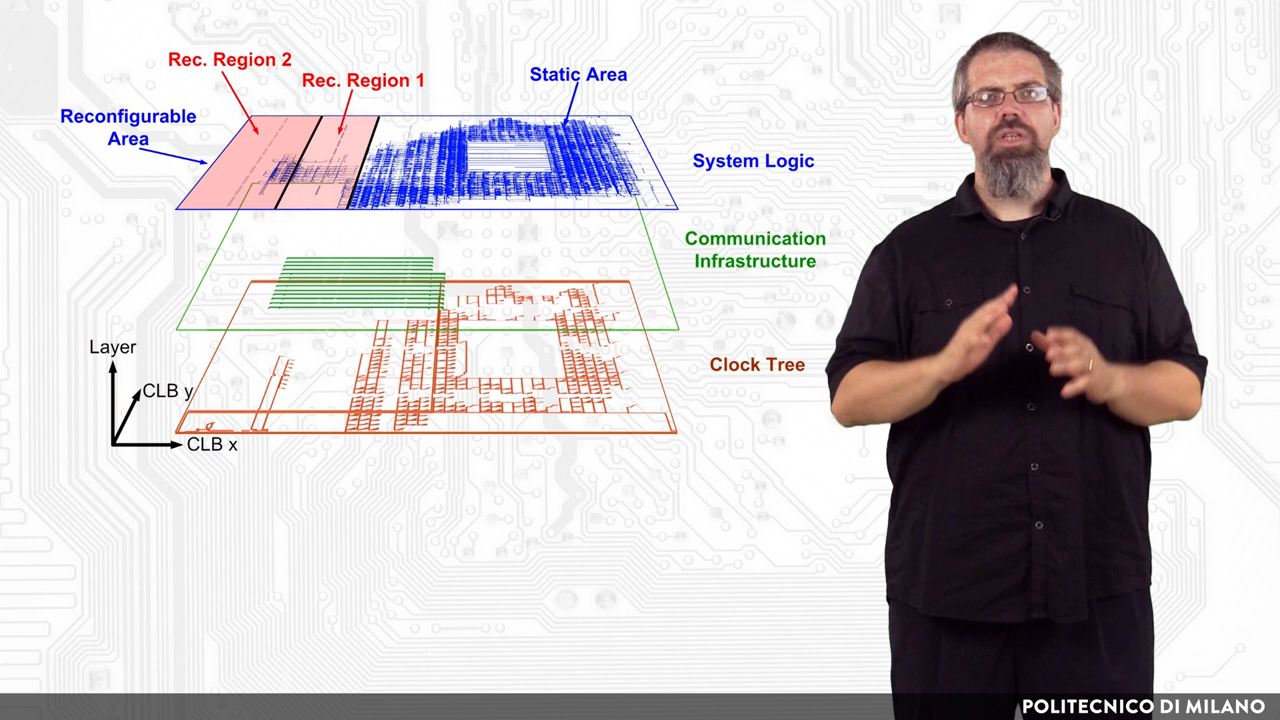 Rec. Region 2
Rec. Region 1
Static Area
Reconfigurable
Area
System Logic
Communication
Infrastructure
Clock Tree
Layer
CLB y
CLB x
POLITECNICO DI MILANO